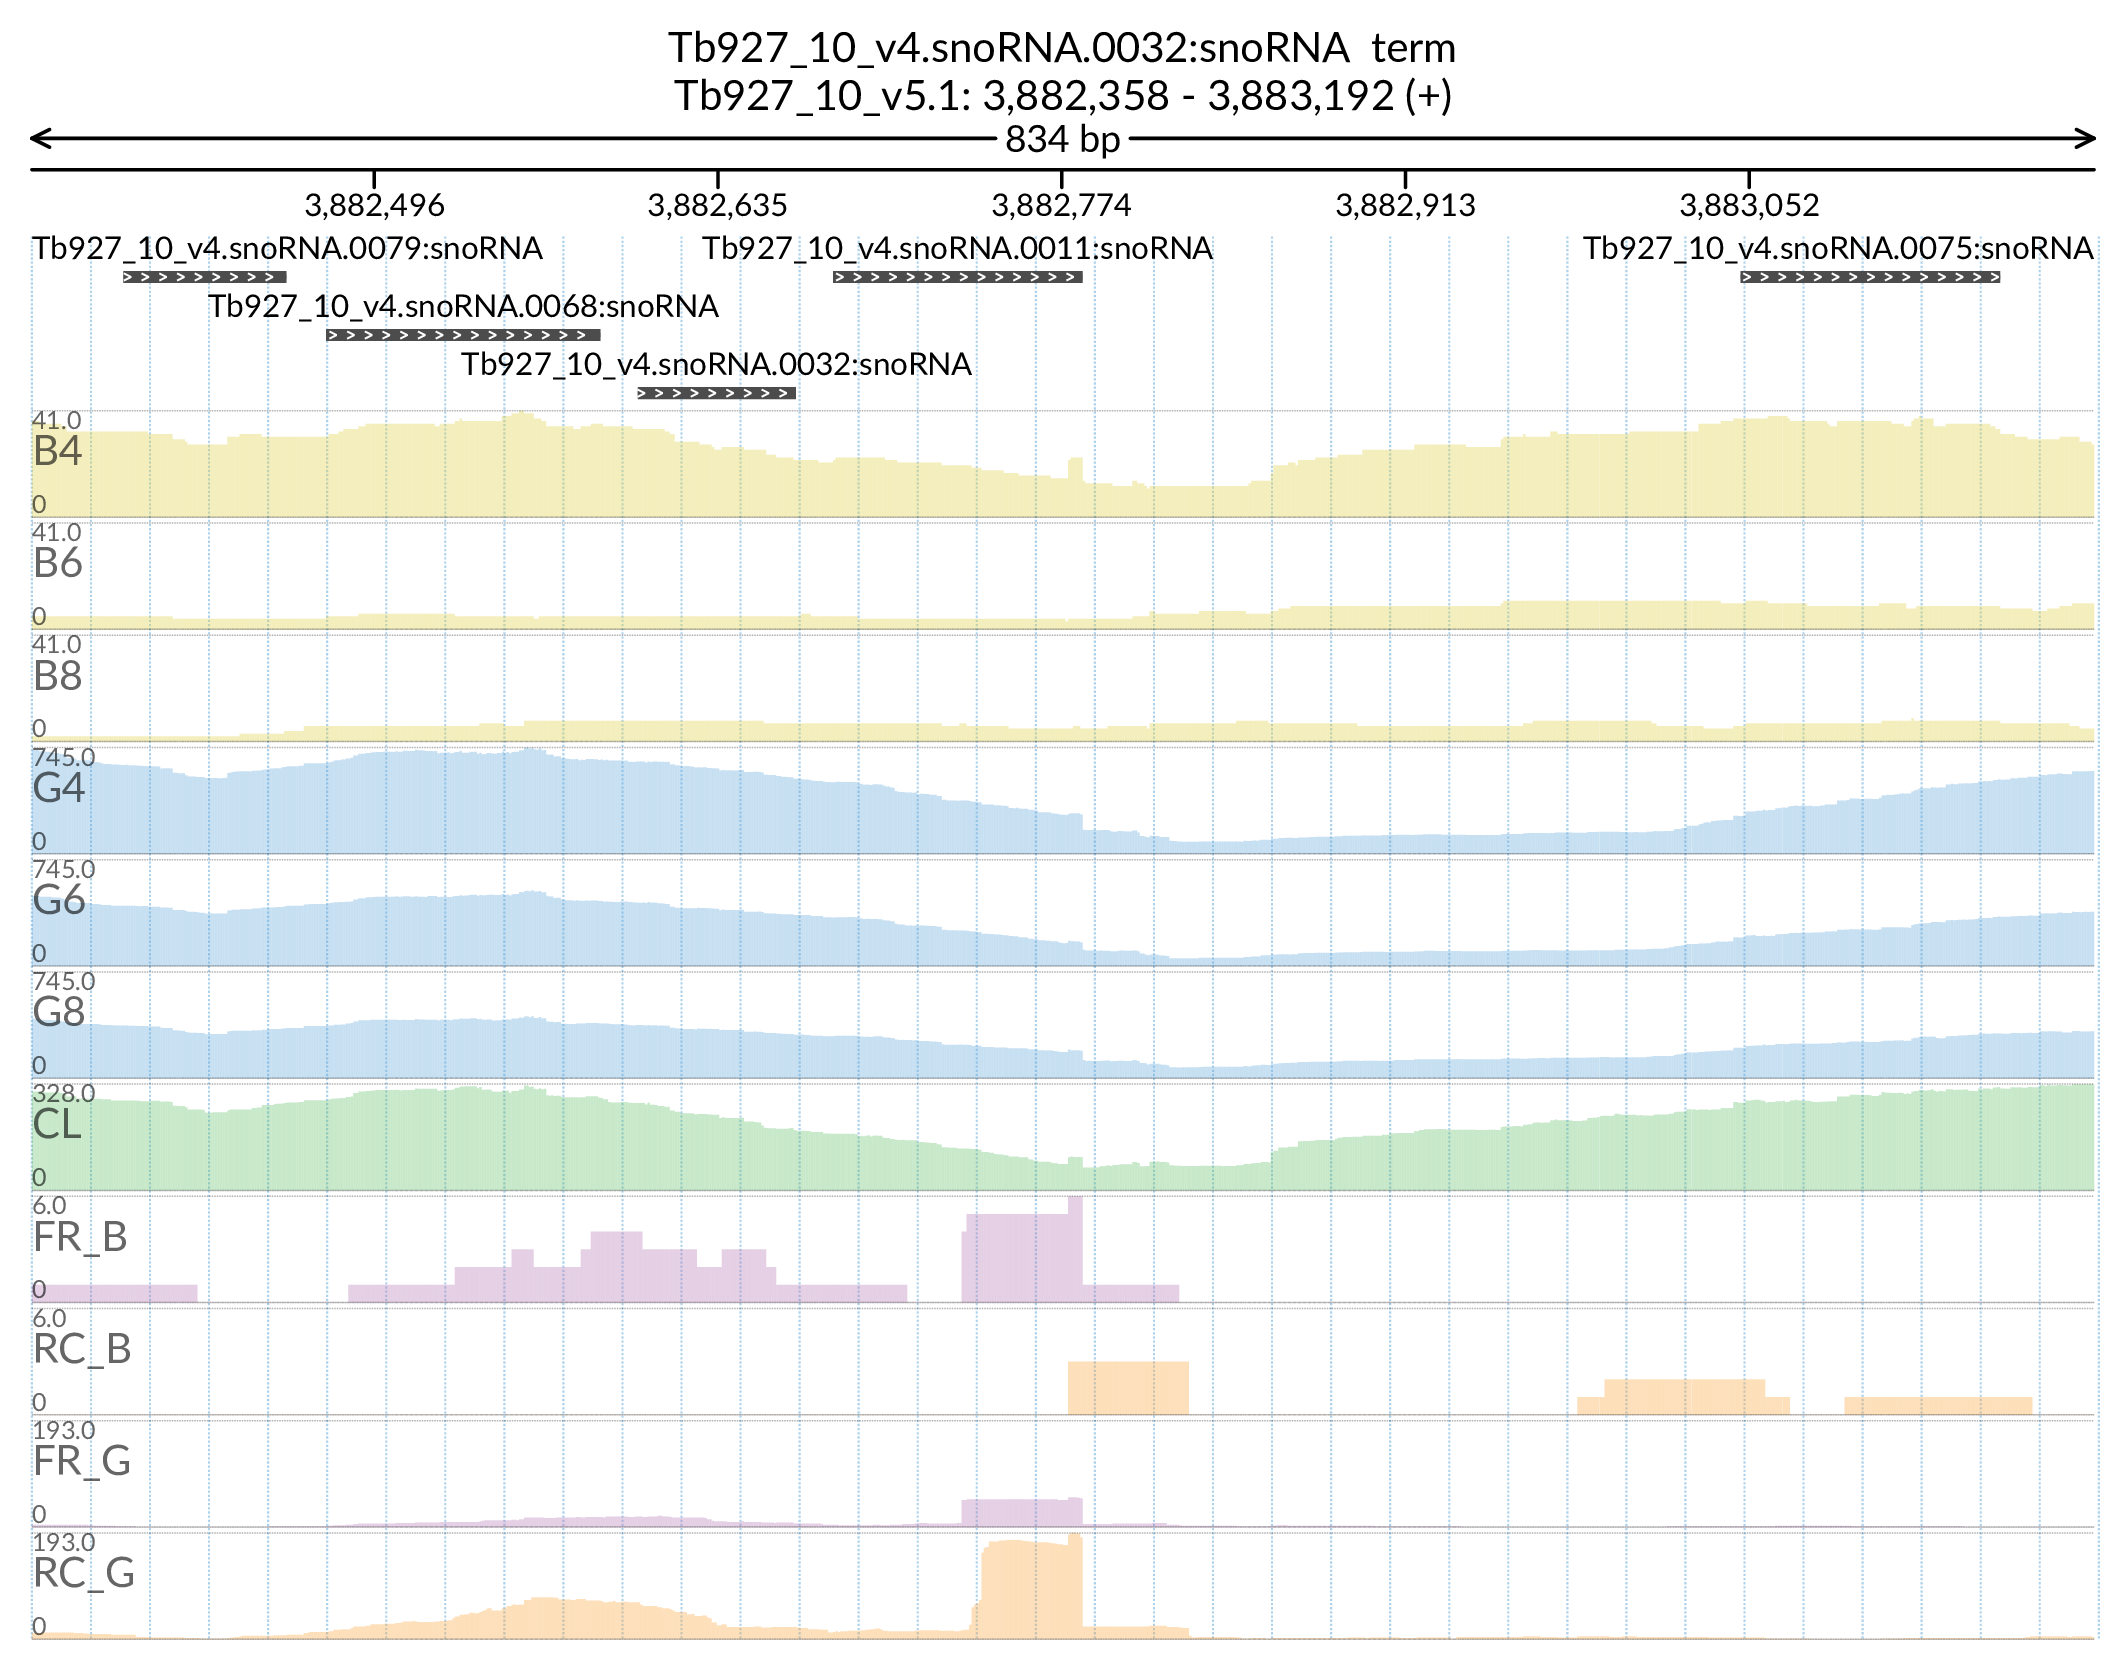 Tb927_10_v4.snoRNA.0032:snoRNA term
Tb927_10_v5.1: 3,882,358 - 3,883,192 (+)
834 bp
3,882,496 3,882,635 3,882,774 3,882,913 3,883,052
Tb927_10_v4.snoRNA.0079:snoRNA Tb927_10_v4.snoRNA.0011:snoRNA Tb927_10_v4.snoRNA.0075:snoRNA
Tb927_10_v4.snoRNA.0068:snoRNA
Tb927_10_v4.snoRNA.0032:snoRNA
41.0
B4
0
41.0
B6
0
41.0
B8
0
745.0
G4
0
745.0
G6
0
745.0
G8
0
328.0
CL
0
6.0
FR_B
0
6.0
RC_B
0
193.0
FR_G
0
193.0
RC_G
0